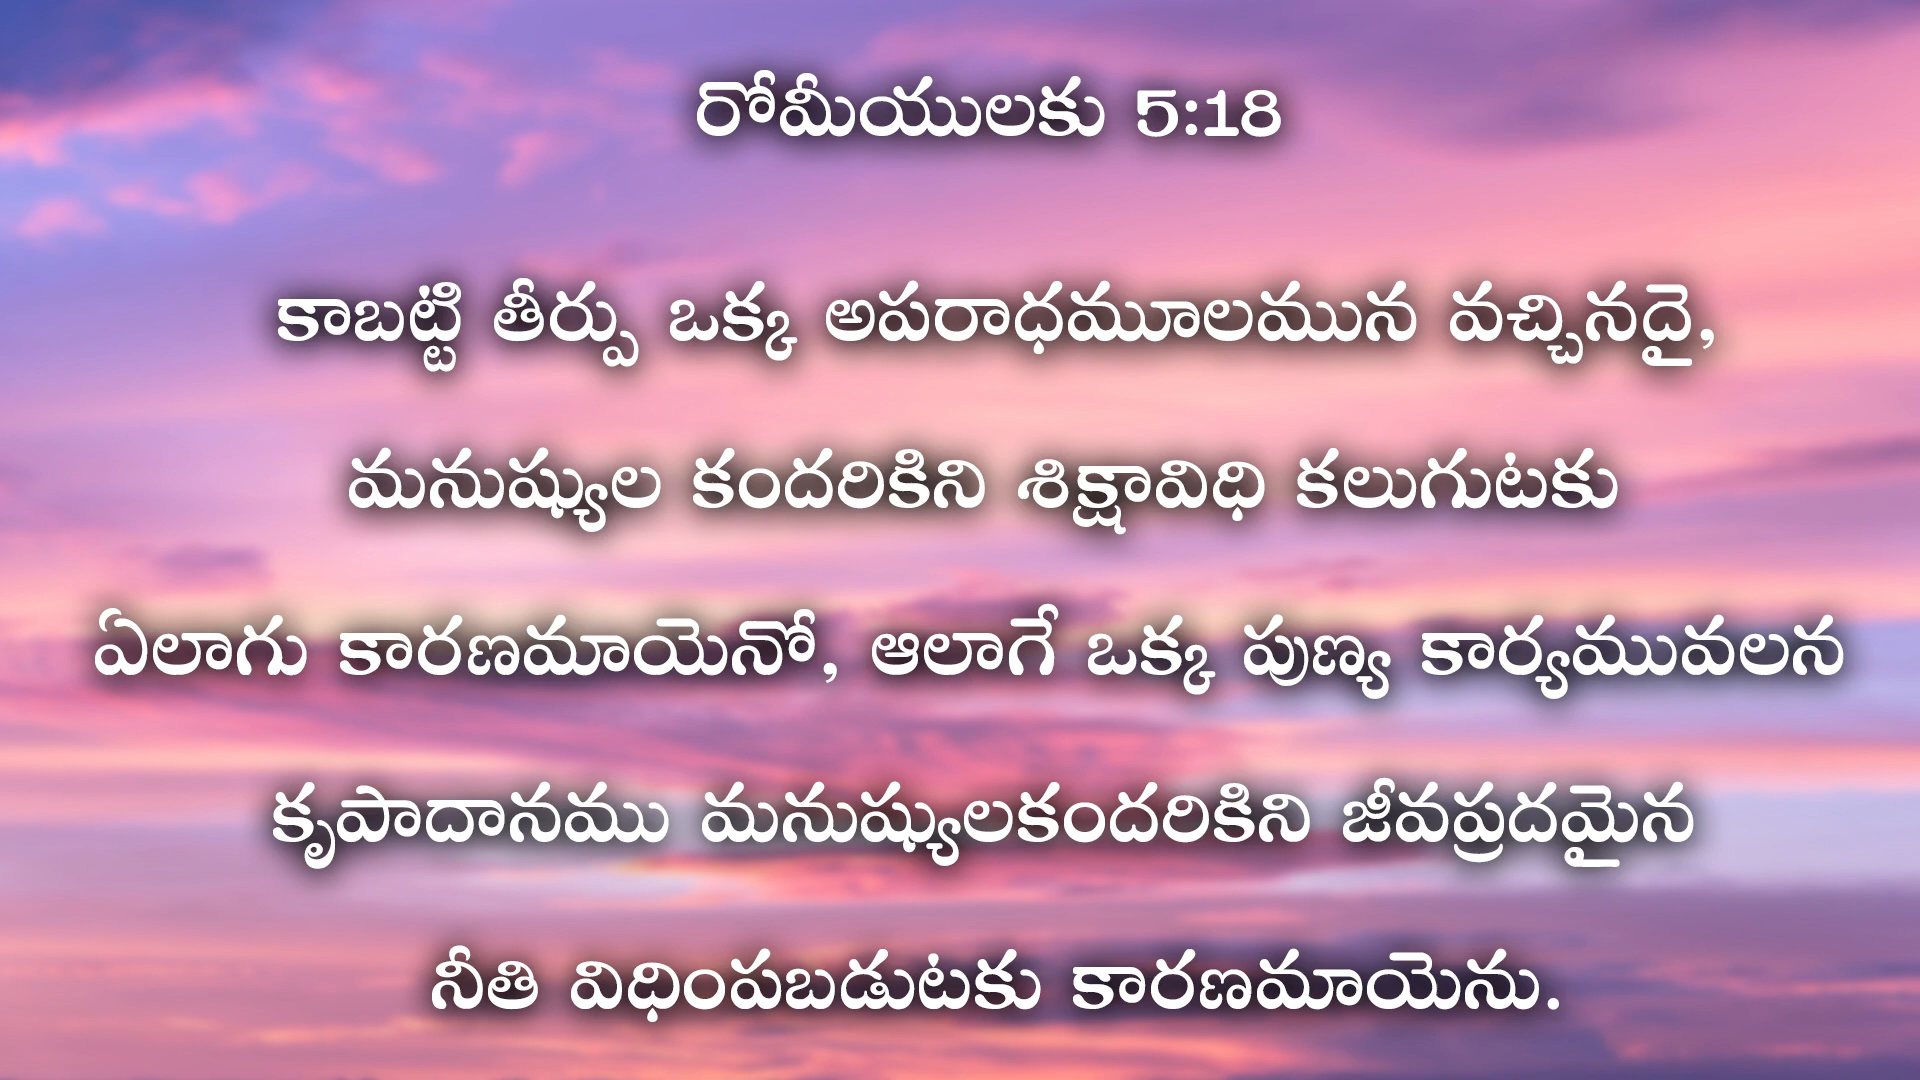 రోమీయులకు 5:18
కాబట్టి తీర్పు ఒక్క అపరాధమూలమున వచ్చినదై,
మనుష్యుల కందరికిని శిక్షావిధి కలుగుటకు
ఏలాగు కారణమాయెనో, ఆలాగే ఒక్క పుణ్య కార్యమువలన
కృపాదానము మనుష్యులకందరికిని జీవప్రదమైన
నీతి విధింపబడుటకు కారణమాయెను.